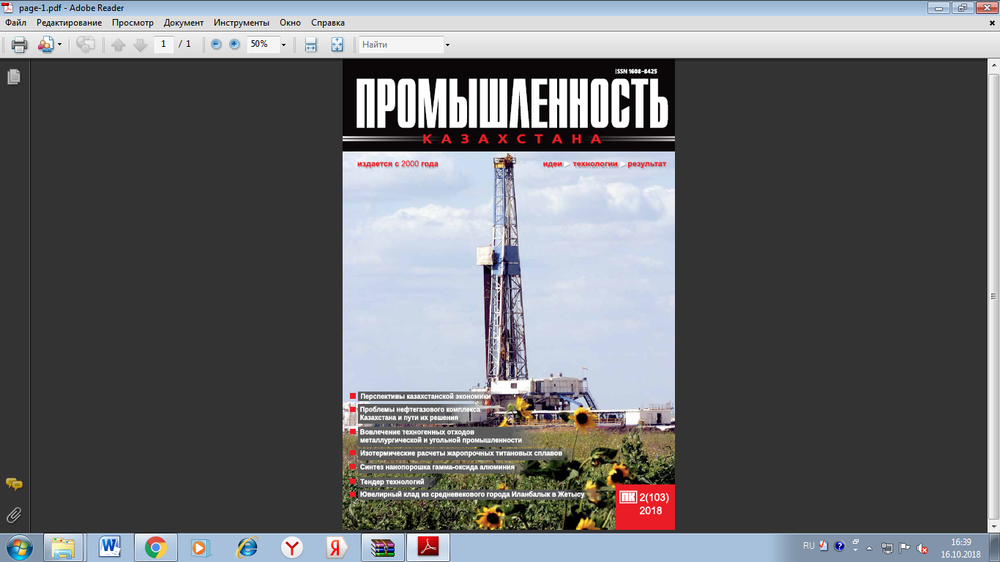 page-1.pdf - Adobe Reader
Файл Редактирование Просмотр Документ Инструменты Окно Справка
1 / 1 50% Найти
ISSN 1608-8425
ПРОМЫШЛЕННОСТЬ
КАЗАХСТАНА
издается с 2000 года
идеи технологии результат
Перспективы казахстанской экономики
Проблемы нефтегазового комплекса
Казахстана и пути их решения
Вовлечение техногенных отходов
металлургической и угольной промышленности
Изотермические расчеты жаропрочных титановых сплавов
Синтез нанопорошка гамма-оксида алюминия
Тендер технологий
Ювелирный клад из средневекового города Иланбалык в Жетысу
ПК 2(103)
2018
RU
16:39
16.10.2018